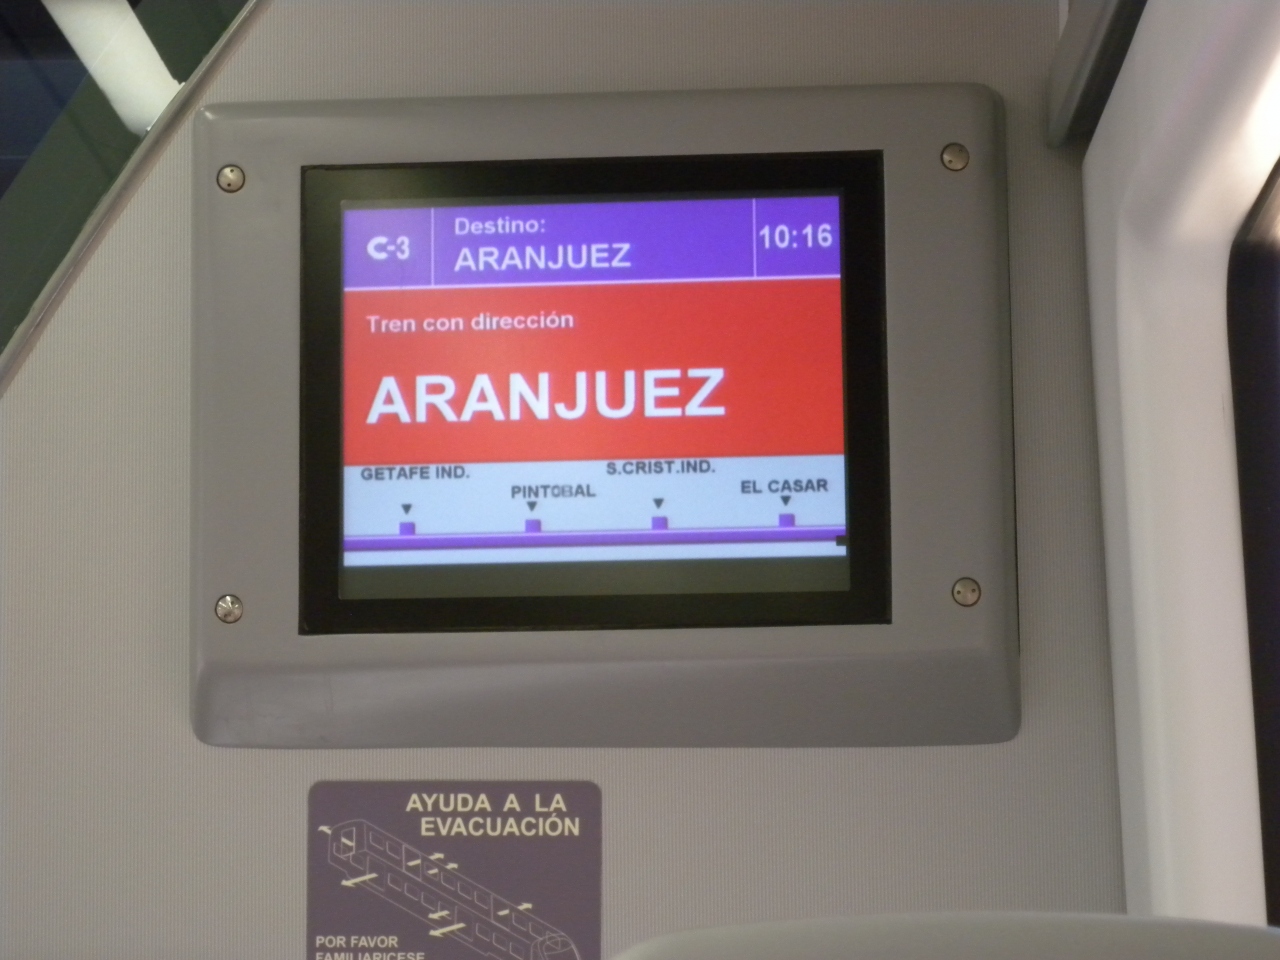 C-3
Destino:
ARANJUEZ
10:16
Tren con dirección
ARANJUEZ
GETAFE IND.
S.CRIST.IND.
EL CASAR
AYUDA A LA
EVACUACIÓN
POR FAVOR
FAMILIARICESE